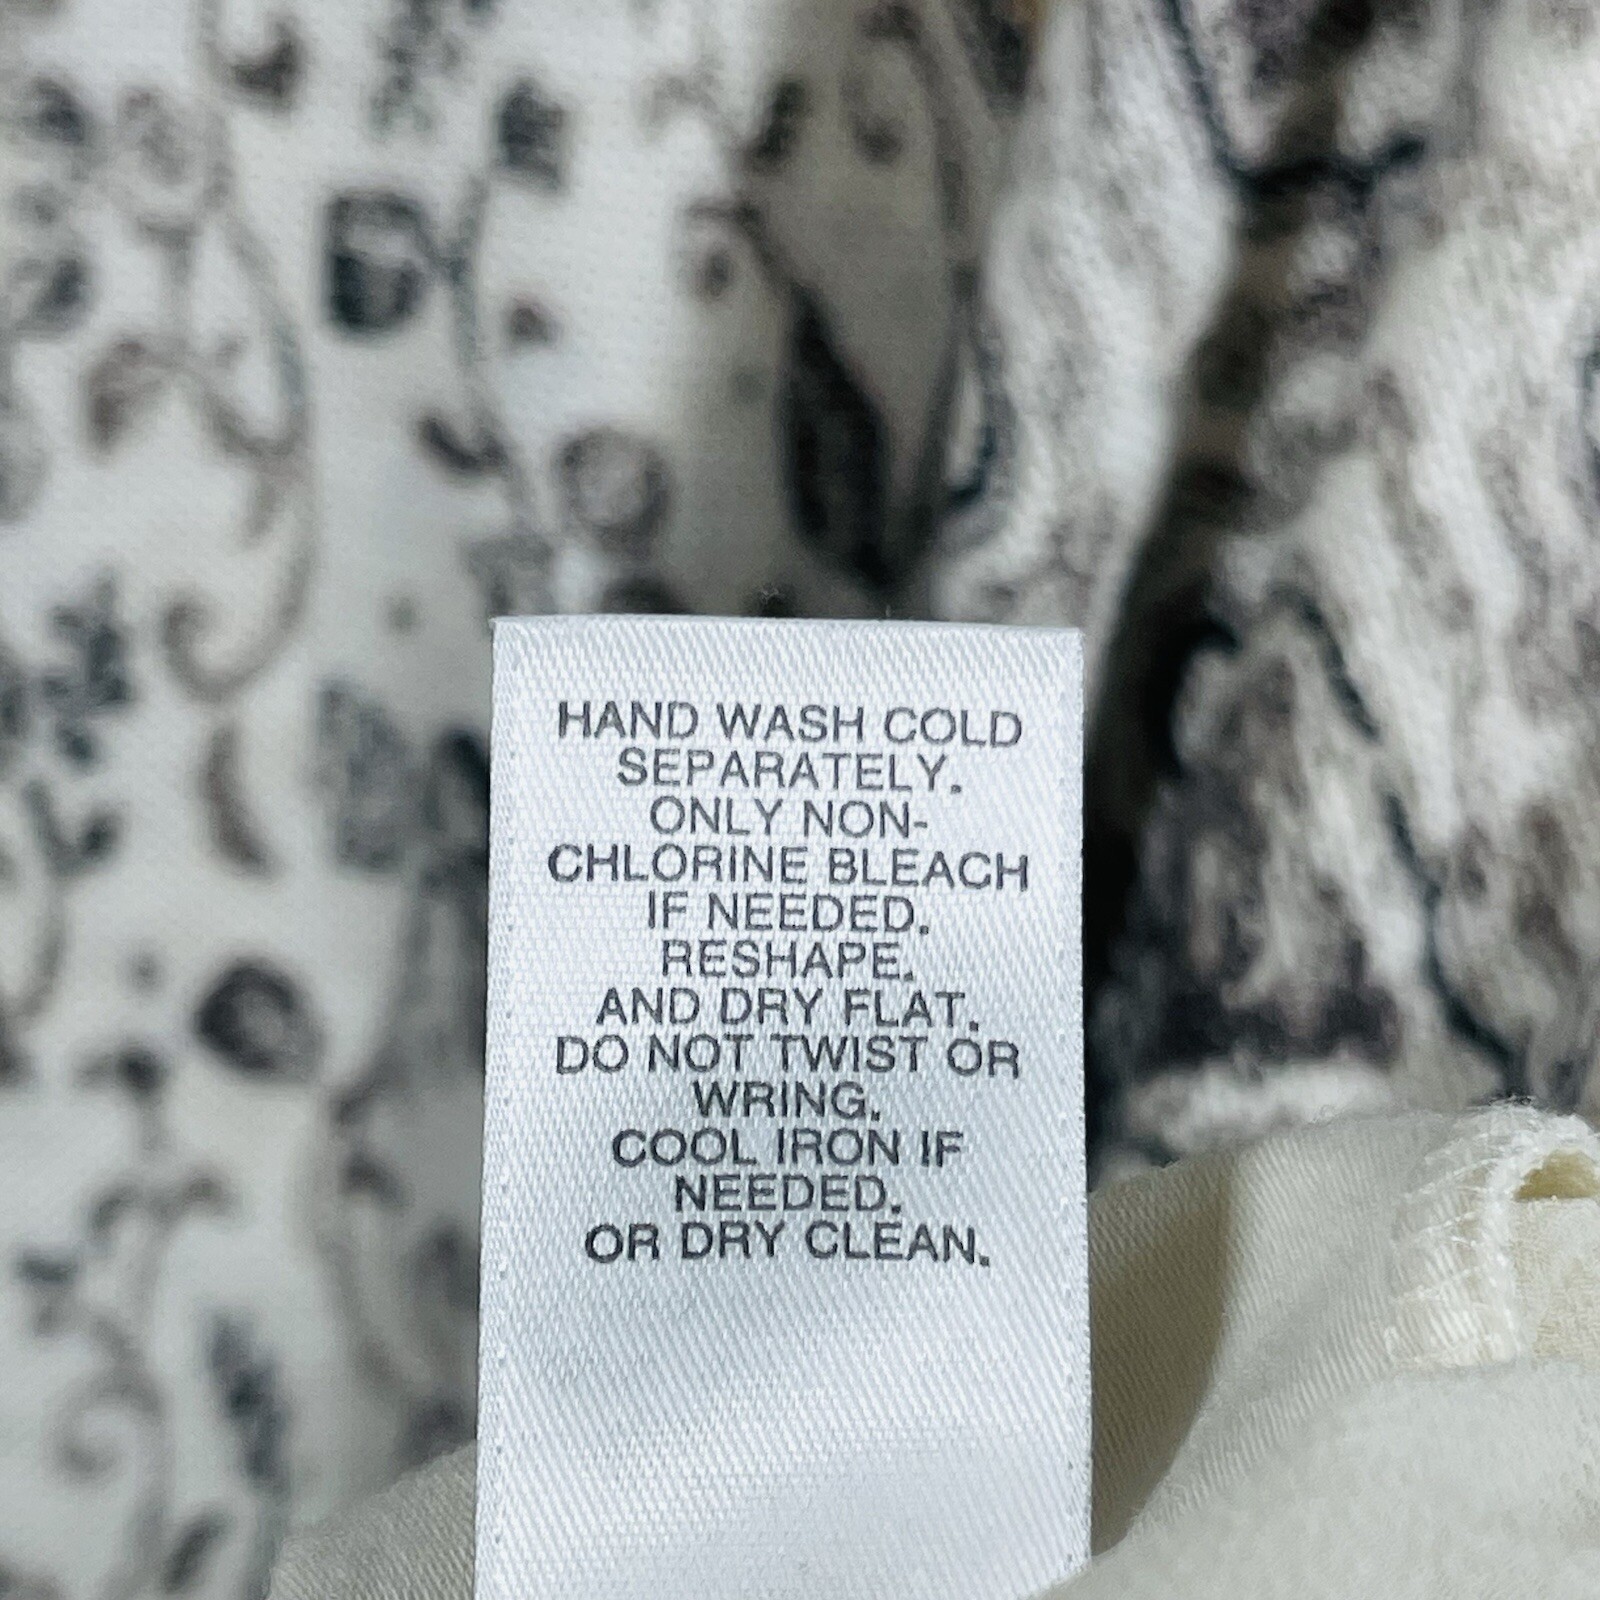 HAND WASH COLD
SEPARATELY.
ONLY NON-
CHLORINE BLEACH
IF NEEDED.
RESHAPE.
AND DRY FLAT.
DO NOT TWIST OR
WRING.
COOL IRON IF
NEEDED.
OR DRY CLEAN.